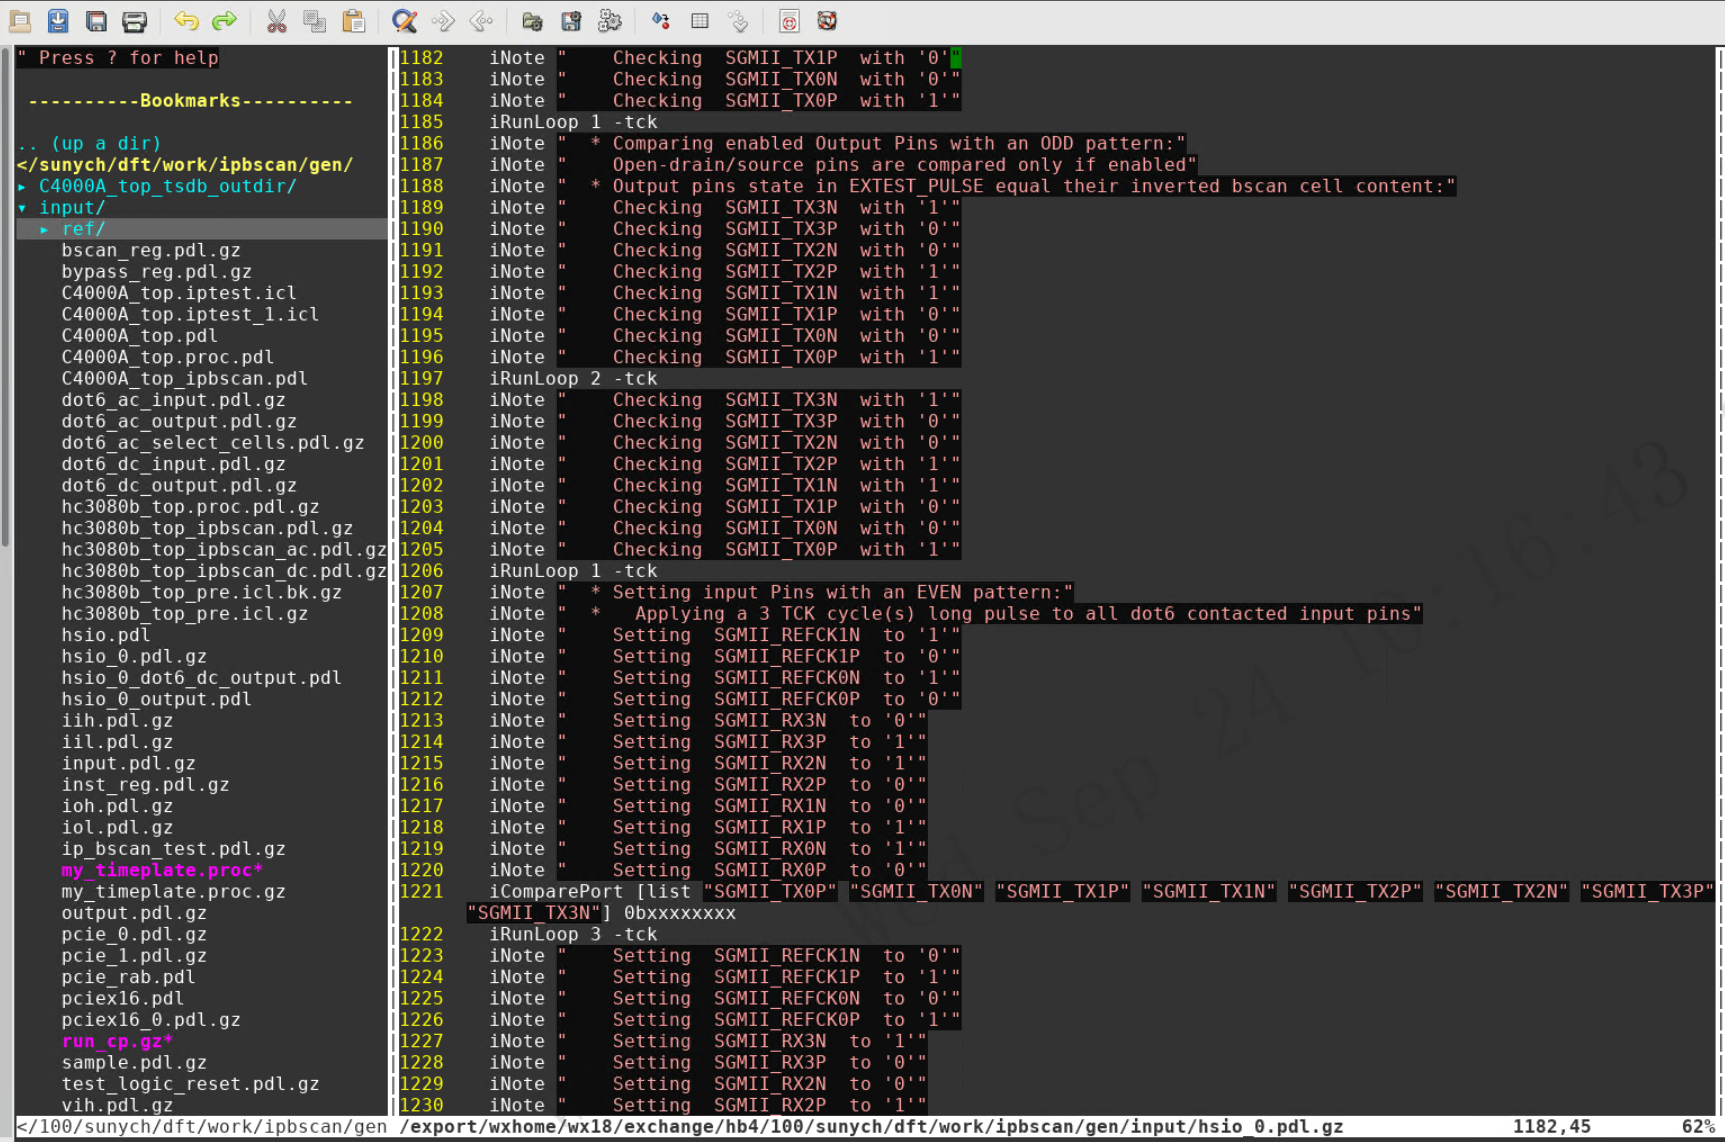 " Press ? for help
----------Bookmarks----------
.. (up a dir)
</sunych/dft/work/ipbscan/gen/
▸ C4000A_top_tsdb_outdir/
▾ input/
▸ ref/
bscan_reg.pdl.gz
bypass_reg.pdl.gz
C4000A_top.iptest.icl
C4000A_top.iptest_1.icl
C4000A_top.pdl
C4000A_top.proc.pdl
C4000A_top_ipbscan.pdl
dot6_ac_input.pdl.gz
dot6_ac_output.pdl.gz
dot6_ac_select_cells.pdl.gz
dot6_dc_input.pdl.gz
dot6_dc_output.pdl.gz
hc3080b_top.proc.pdl.gz
hc3080b_top_ipbscan.pdl.gz
hc3080b_top_ipbscan_ac.pdl.gz
hc3080b_top_ipbscan_dc.pdl.gz
hc3080b_top_pre.icl.bk.gz
hc3080b_top_pre.icl.gz
hsio.pdl
hsio_0.pdl.gz
hsio_0_dot6_dc_output.pdl
hsio_0_output.pdl
iih.pdl.gz
iil.pdl.gz
input.pdl.gz
inst_reg.pdl.gz
ioh.pdl.gz
iol.pdl.gz
ip_bscan_test.pdl.gz
my_timeplate.proc*
my_timeplate.proc.gz
output.pdl.gz
pcie_0.pdl.gz
pcie_1.pdl.gz
pcie_rab.pdl
pciex16.pdl
pciex16_0.pdl.gz
run_cp.gz*
sample.pdl.gz
test_logic_reset.pdl.gz
vih.pdl.gz
1182 iNote " Checking SGMII_TX1P with '0'"
1183 iNote " Checking SGMII_TX0N with '0'"
1184 iNote " Checking SGMII_TX0P with '1'"
1185 iRunLoop 1 -tck
1186 iNote " * Comparing enabled Output Pins with an ODD pattern:"
1187 iNote " Open-drain/source pins are compared only if enabled"
1188 iNote " * Output pins state in EXTEST_PULSE equal their inverted bscan cell content:"
1189 iNote " Checking SGMII_TX3N with '1'"
1190 iNote " Checking SGMII_TX3P with '0'"
1191 iNote " Checking SGMII_TX2N with '0'"
1192 iNote " Checking SGMII_TX2P with '1'"
1193 iNote " Checking SGMII_TX1N with '1'"
1194 iNote " Checking SGMII_TX1P with '0'"
1195 iNote " Checking SGMII_TX0N with '0'"
1196 iNote " Checking SGMII_TX0P with '1'"
1197 iRunLoop 2 -tck
1198 iNote " Checking SGMII_TX3N with '1'"
1199 iNote " Checking SGMII_TX3P with '0'"
1200 iNote " Checking SGMII_TX2N with '0'"
1201 iNote " Checking SGMII_TX2P with '1'"
1202 iNote " Checking SGMII_TX1N with '1'"
1203 iNote " Checking SGMII_TX1P with '0'"
1204 iNote " Checking SGMII_TX0N with '0'"
1205 iNote " Checking SGMII_TX0P with '1'"
1206 iRunLoop 1 -tck
1207 iNote " * Setting input Pins with an EVEN pattern:"
1208 iNote " * Applying a 3 TCK cycle(s) long pulse to all dot6 contacted input pins"
1209 iNote " Setting SGMII_REFCK1N to '1'"
1210 iNote " Setting SGMII_REFCK1P to '0'"
1211 iNote " Setting SGMII_REFCK0N to '1'"
1212 iNote " Setting SGMII_REFCK0P to '0'"
1213 iNote " Setting SGMII_RX3N to '0'"
1214 iNote " Setting SGMII_RX3P to '1'"
1215 iNote " Setting SGMII_RX2N to '1'"
1216 iNote " Setting SGMII_RX2P to '0'"
1217 iNote " Setting SGMII_RX1N to '0'"
1218 iNote " Setting SGMII_RX1P to '1'"
1219 iNote " Setting SGMII_RX0N to '1'"
1220 iNote " Setting SGMII_RX0P to '0'"
1221 iComparePort [list "SGMII_TX0P" "SGMII_TX0N" "SGMII_TX1P" "SGMII_TX1N" "SGMII_TX2P" "SGMII_TX2N" "SGMII_TX3P"
"SGMII_TX3N"] 0bxxxxxxxx
1222 iRunLoop 3 -tck
1223 iNote " Setting SGMII_REFCK1N to '0'"
1224 iNote " Setting SGMII_REFCK1P to '1'"
1225 iNote " Setting SGMII_REFCK0N to '0'"
1226 iNote " Setting SGMII_REFCK0P to '1'"
1227 iNote " Setting SGMII_RX3N to '1'"
1228 iNote " Setting SGMII_RX3P to '0'"
1229 iNote " Setting SGMII_RX2N to '0'"
1230 iNote " Setting SGMII_RX2P to '1'"
</100/sunych/dft/work/ipbscan/gen /export/wxhome/wx18/exchange/hb4/100/sunych/dft/work/ipbscan/gen/input/hsio_0.pdl.gz 1182,45 62%
Wed Sep 24 10:16:43